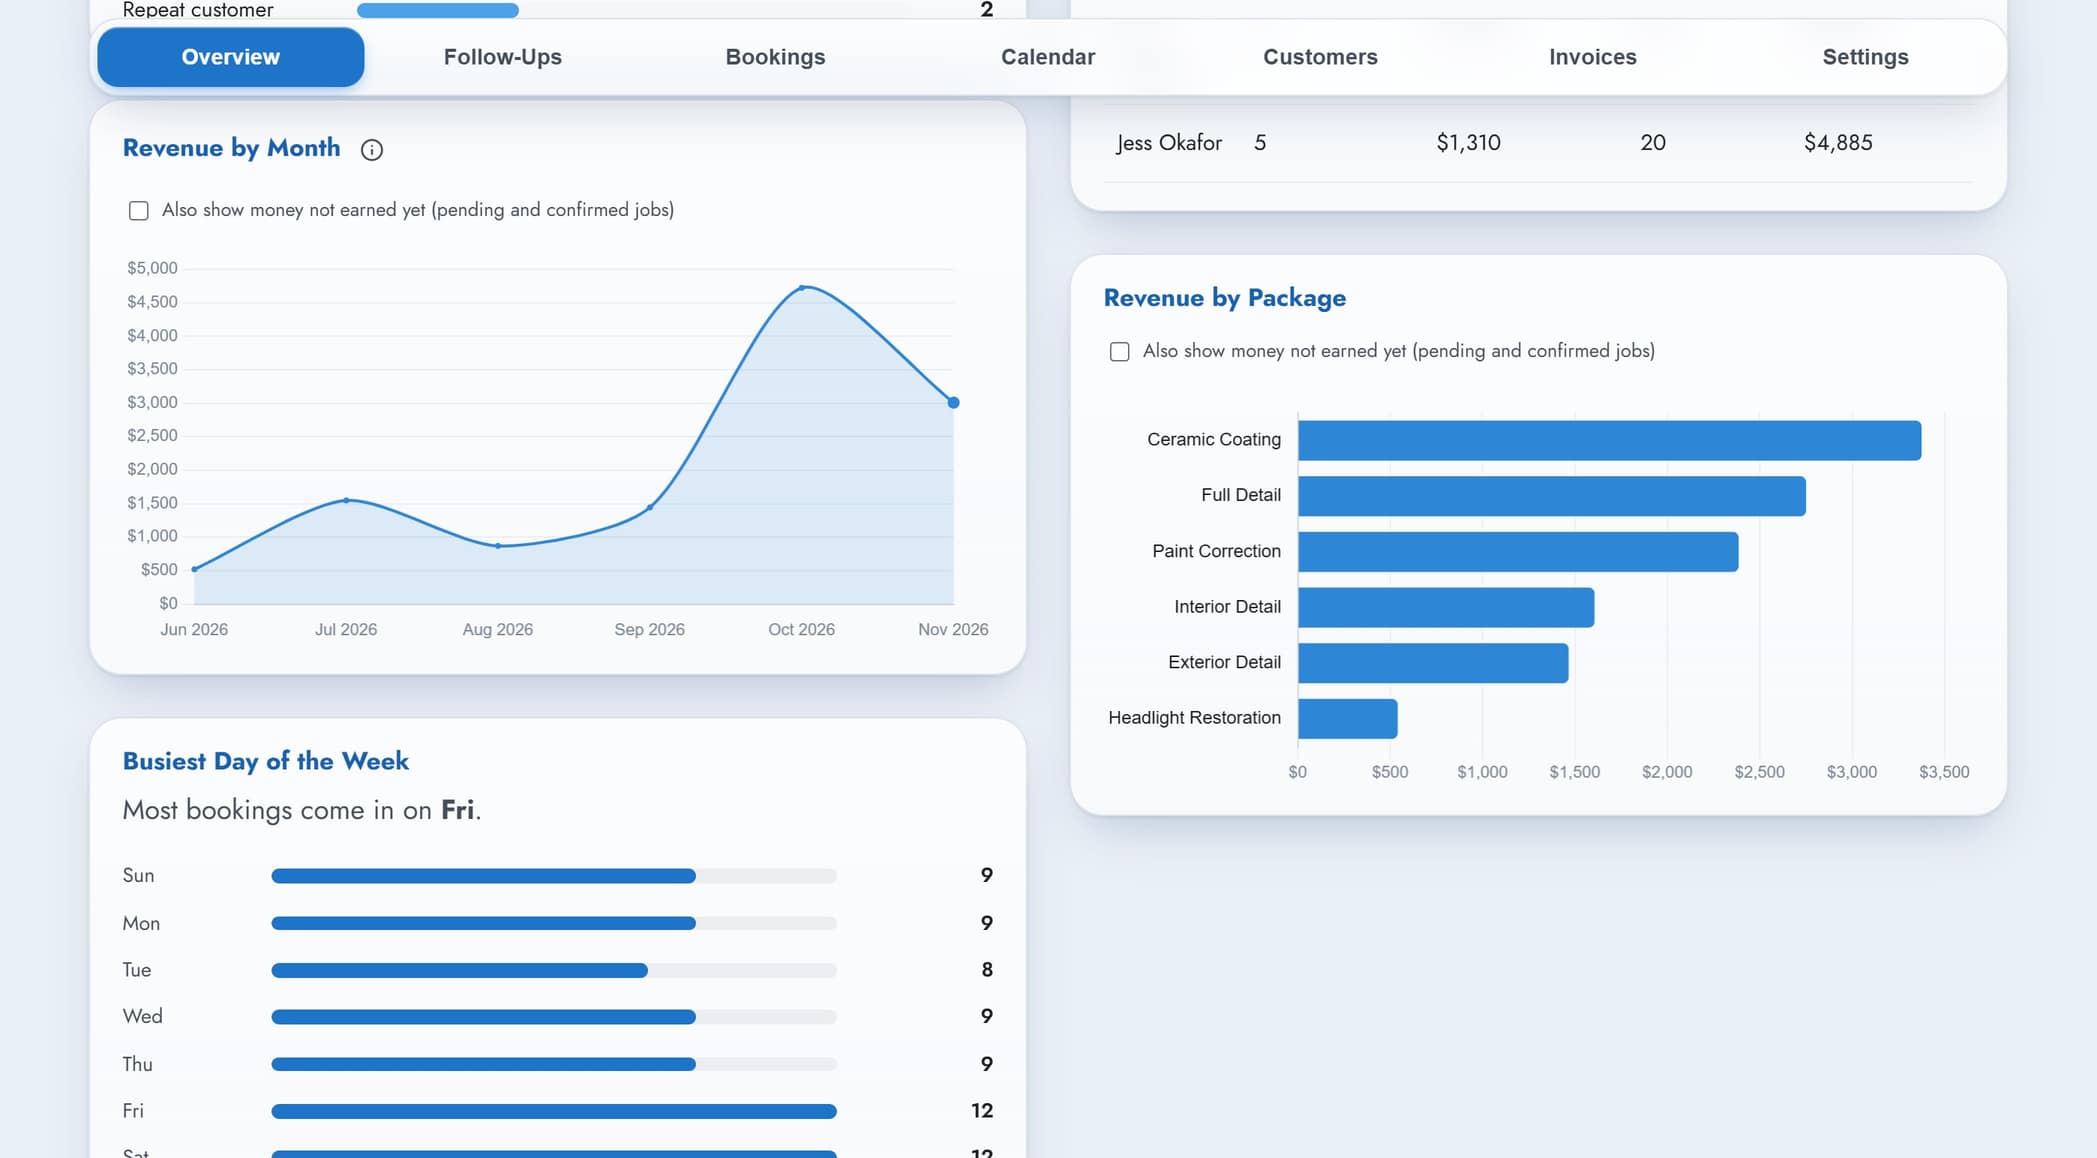 Repeat customer 2
Overview Follow-Ups Bookings Calendar Customers Invoices Settings
Revenue by Month
Also show money not earned yet (pending and confirmed jobs)
$5,000
$4,500
$4,000
$3,500
$3,000
$2,500
$2,000
$1,500
$1,000
$500
$0
Jun 2026 Jul 2026 Aug 2026 Sep 2026 Oct 2026 Nov 2026
Busiest Day of the Week
Most bookings come in on Fri.
Sun 9
Mon 9
Tue 8
Wed 9
Thu 9
Fri 12
Sat 12
Jess Okafor 5 $1,310 20 $4,885
Revenue by Package
Also show money not earned yet (pending and confirmed jobs)
Ceramic Coating
Full Detail
Paint Correction
Interior Detail
Exterior Detail
Headlight Restoration
$0 $500 $1,000 $1,500 $2,000 $2,500 $3,000 $3,500